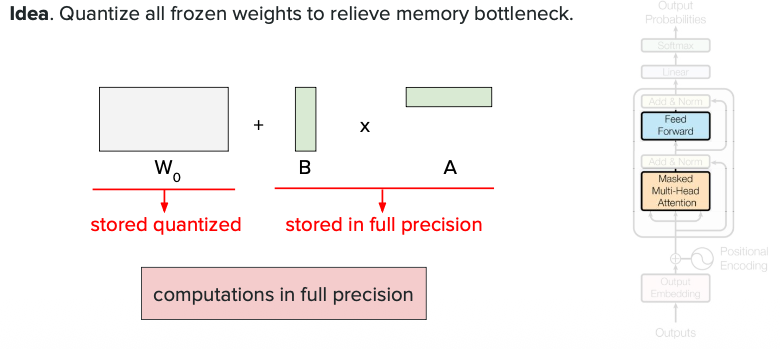 Idea. Quantize all frozen weights to relieve memory bottleneck.
+
x
W0
B
A
stored quantized
stored in full precision
computations in full precision
Output
Probabilities
Softmax
Linear
Add & Norm
Feed
Forward
Add & Norm
Masked
Multi-Head
Attention
Positional
Encoding
Output
Embedding
Outputs